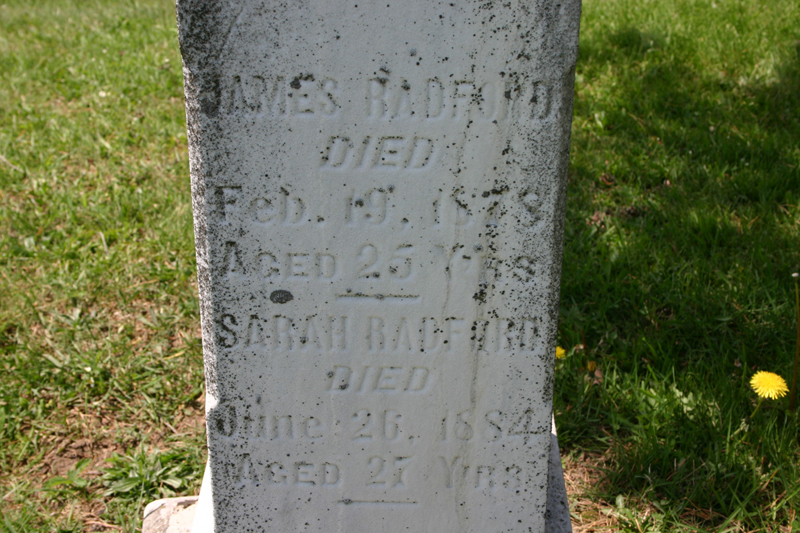 JAMES RADFORD.
DIED
Feb. 19, 1878,
AGED 25 Yrs
SARAH RADFORD.
DIED
June 26, 1884
AGED 27 Yrs